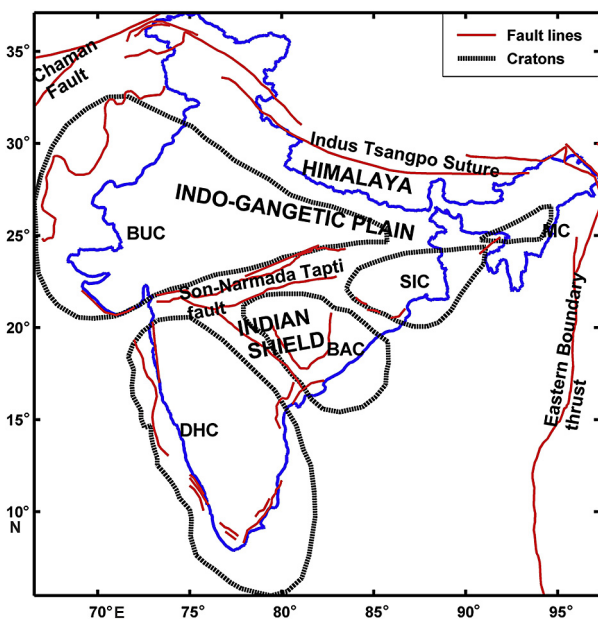 35°
30°
25°
20°
15°
10°
N
70°E
75°
80°
85°
90°
95°
Fault lines
Cratons
Chaman
Fault
Indus Tsangpo Suture
HIMALAYA
INDO-GANGETIC PLAIN
BUC
MC
Son-Narmada Tapti
fault
SIC
INDIAN
SHIELD
BAC
DHC
Eastern Boundary
thrust